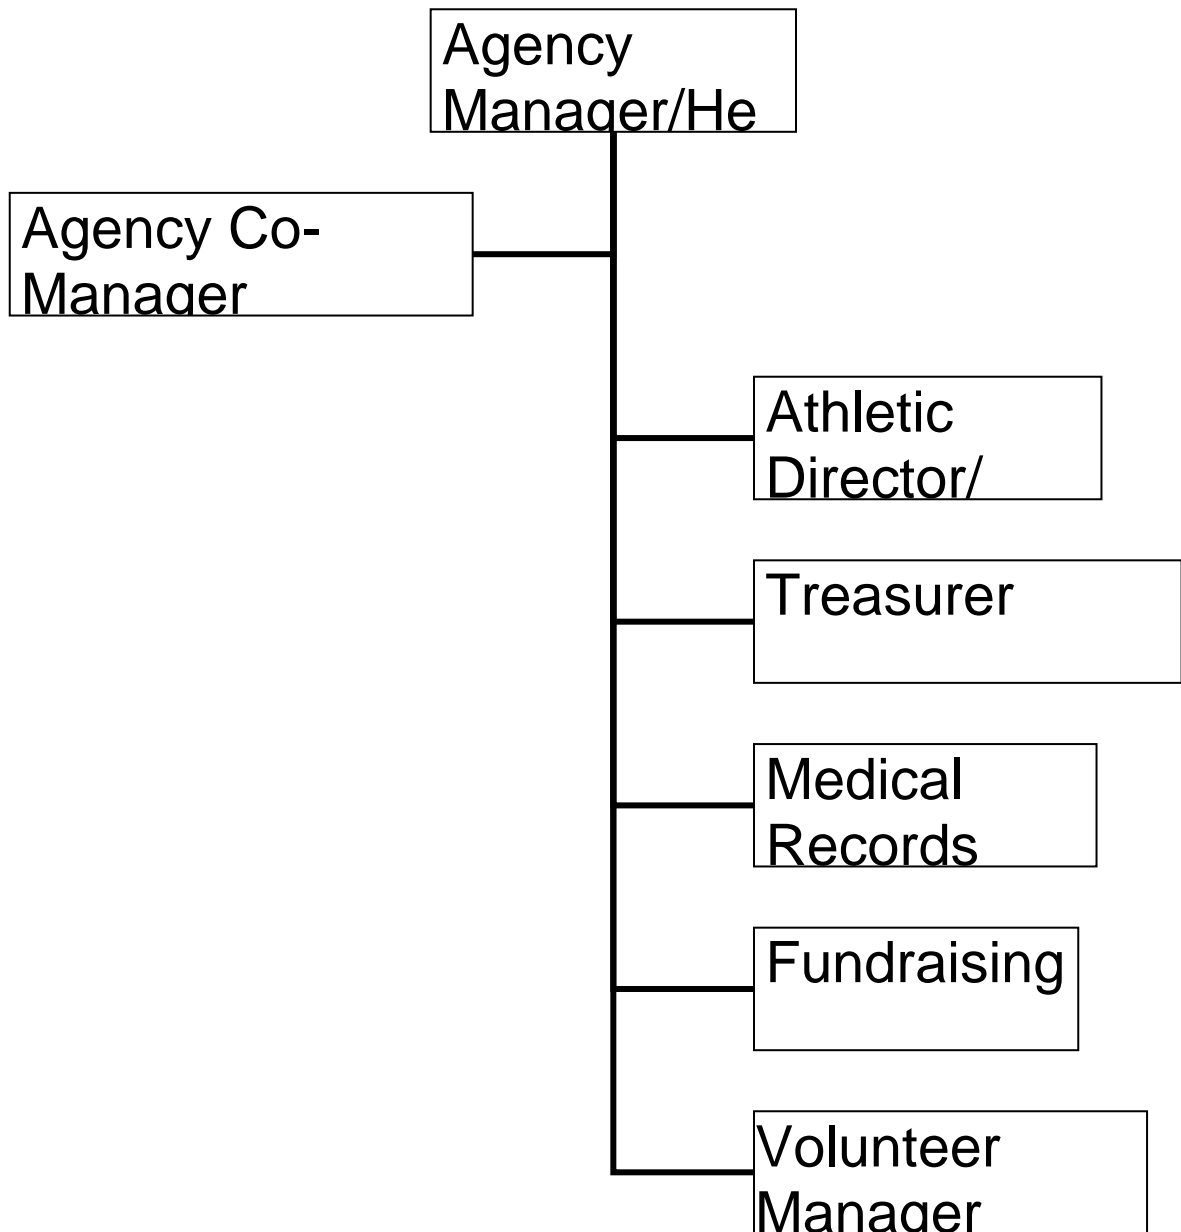 Agency
Manager/He
Agency Co-
Manager
Athletic
Director/
Treasurer
Medical
Records
Fundraising
Volunteer
Manager